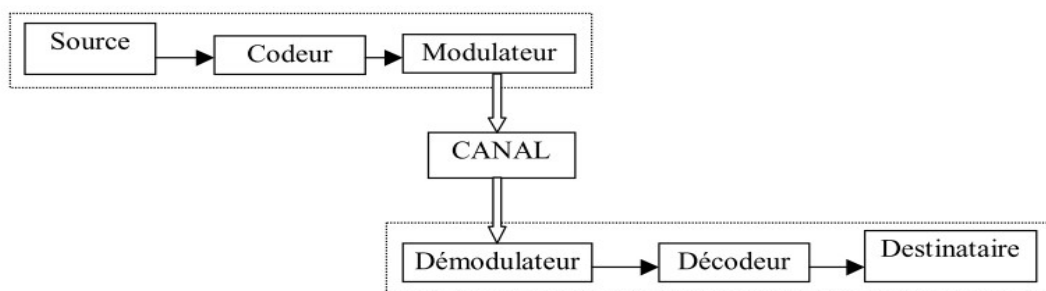 Source
Codeur
Modulateur
CANAL
Démodulateur
Décodeur
Destinataire